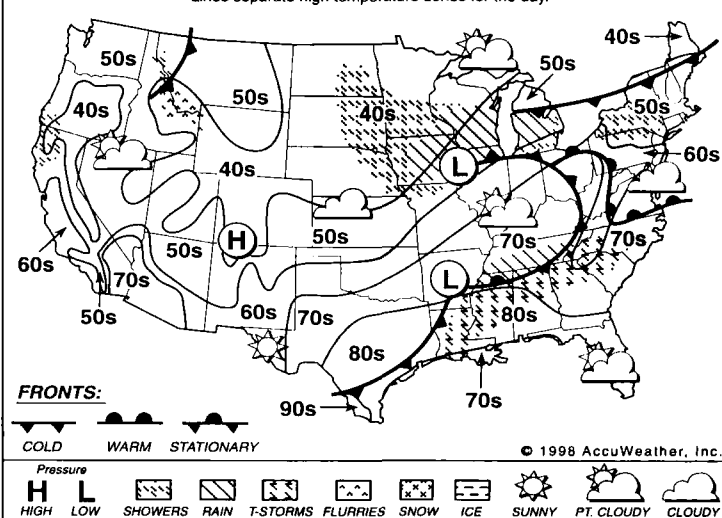 Lines separate high temperature zones for the day.
50s
40s
50s
40s
50s
40s
50s
40s
50s
60s
L
H
50s
50s
70s
70s
60s
50s
70s
60s
70s
L
80s
80s
70s
90s
FRONTS:
COLD WARM STATIONARY
© 1998 AccuWeather, Inc.
Pressure
H L
HIGH LOW SHOWERS RAIN T-STORMS FLURRIES SNOW ICE SUNNY PT. CLOUDY CLOUDY